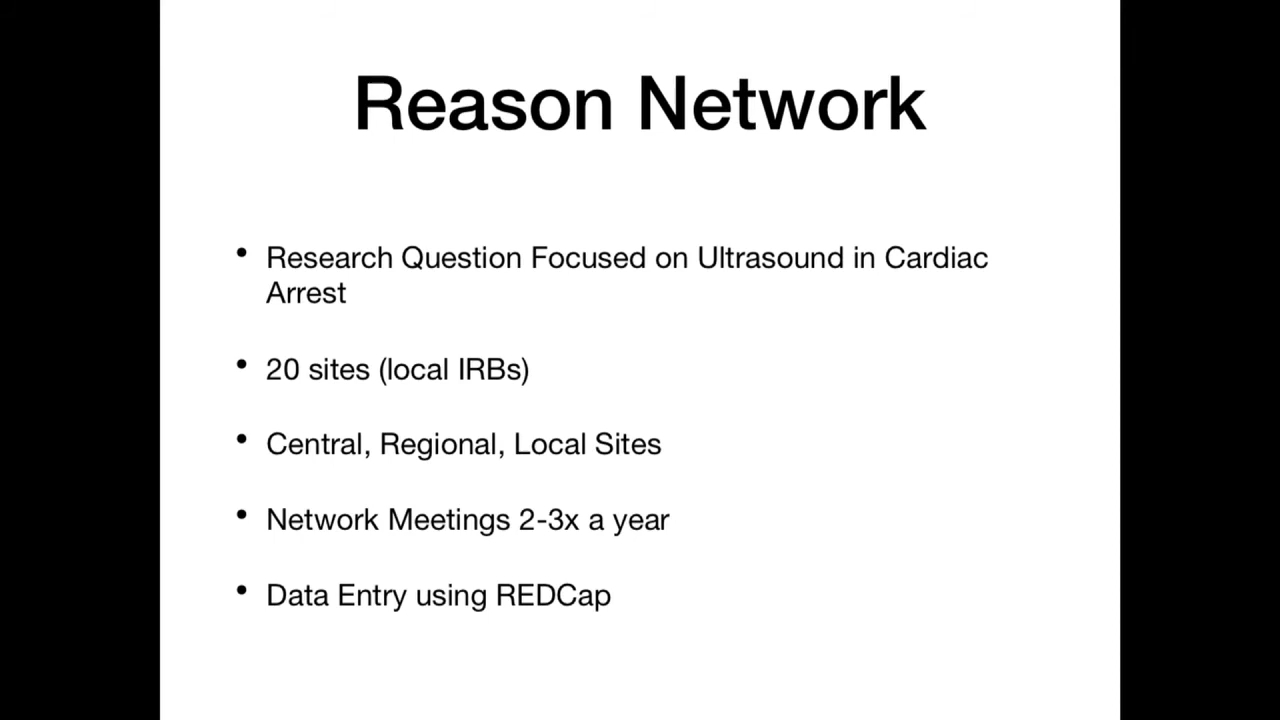 Reason Network
• Research Question Focused on Ultrasound in Cardiac
Arrest
• 20 sites (local IRBs)
• Central, Regional, Local Sites
• Network Meetings 2-3x a year
• Data Entry using REDCap